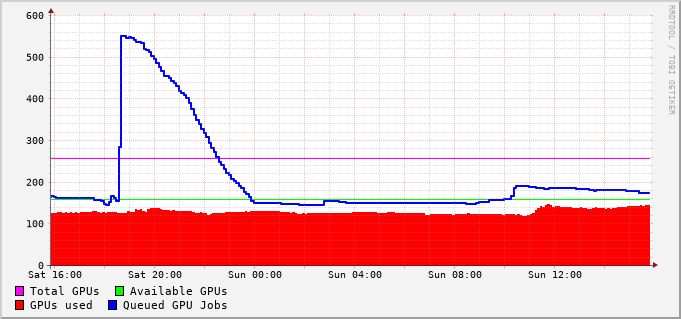 600
500
400
300
200
100
0
Sat 16:00 Sat 20:00 Sun 00:00 Sun 04:00 Sun 08:00 Sun 12:00
Total GPUs Available GPUs
GPUs used Queued GPU Jobs
RRDTOOL / TOBI OETIKER